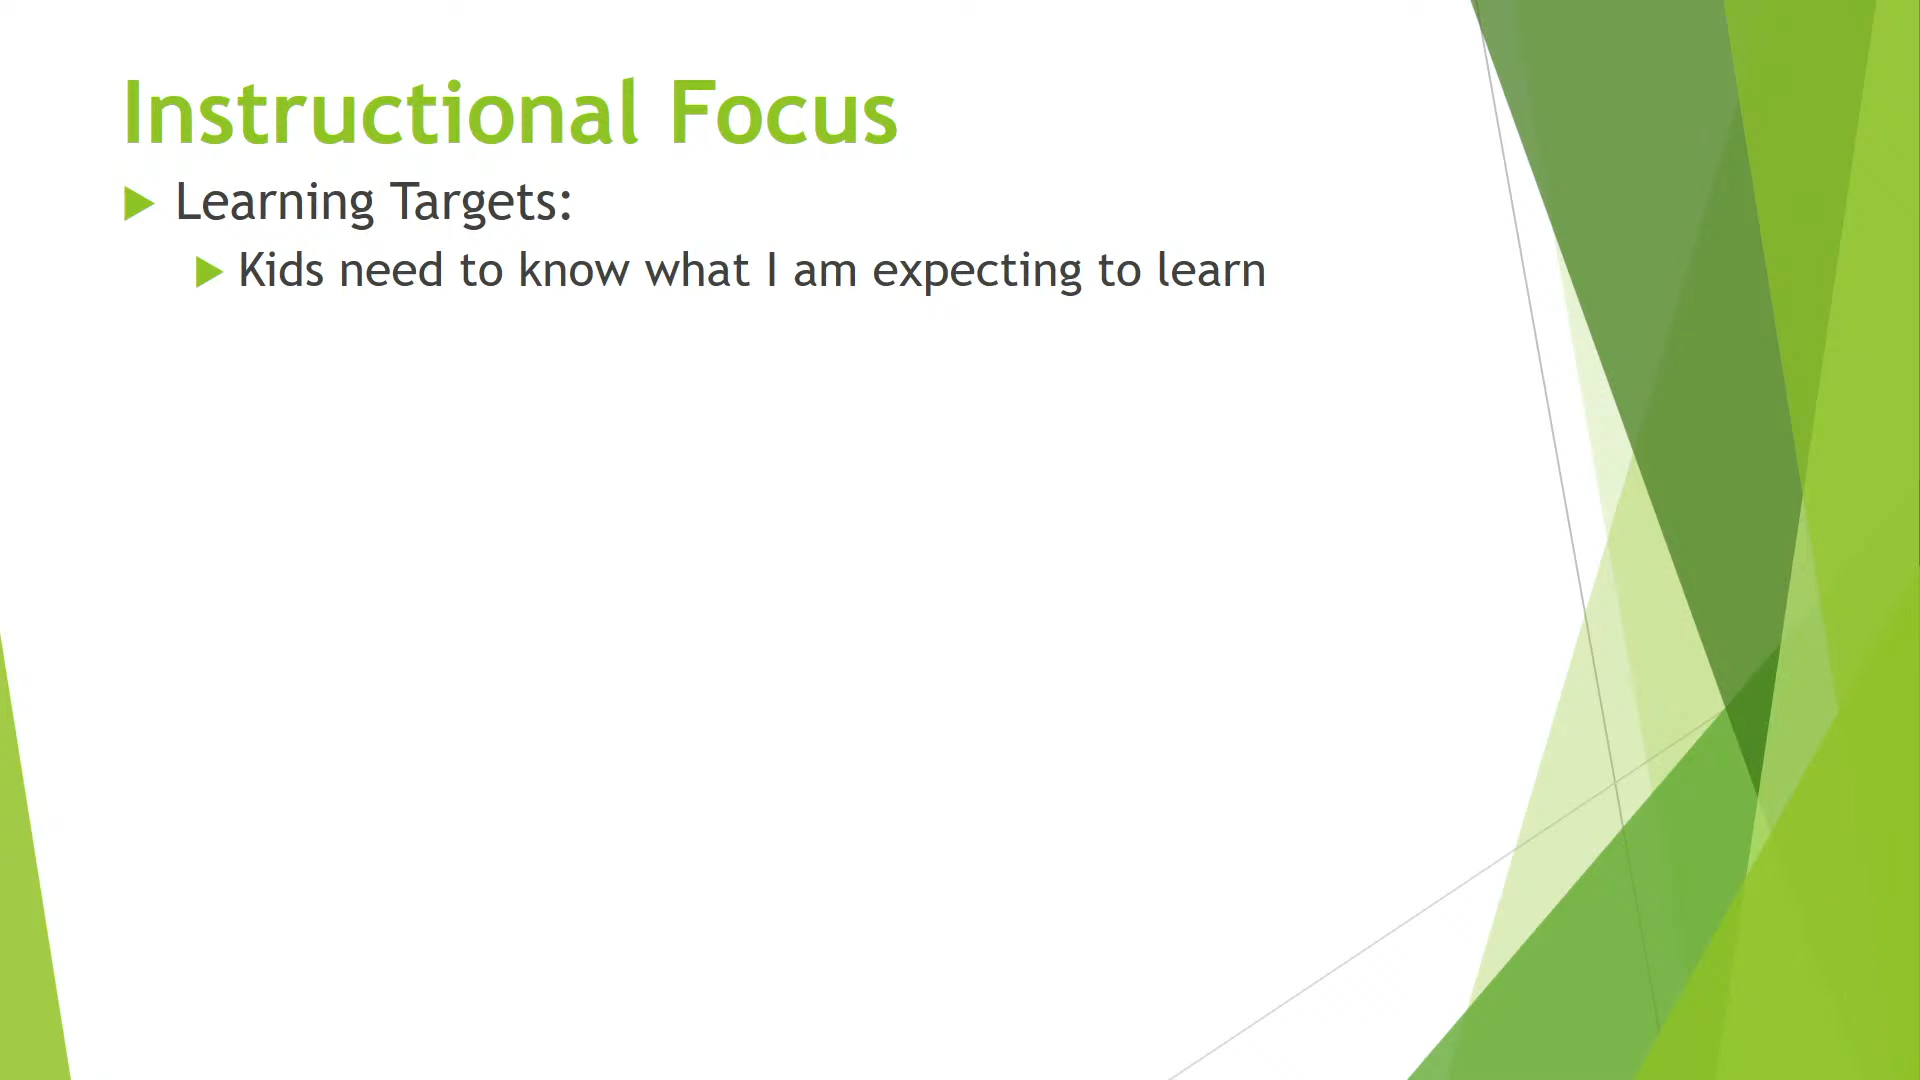 Instructional Focus
Learning Targets:
Kids need to know what I am expecting to learn